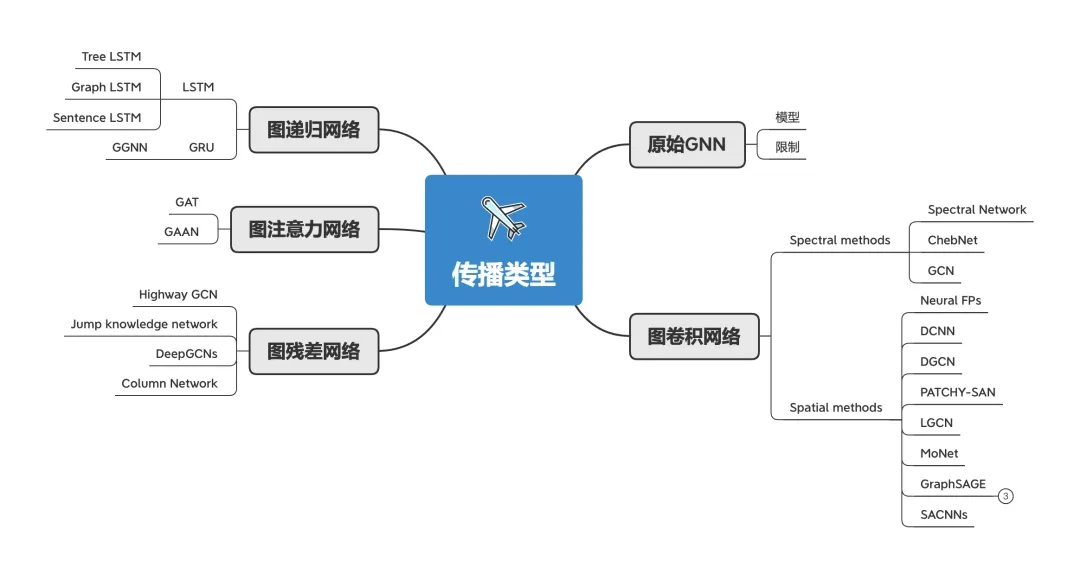 传播类型
原始GNN
模型
限制
图卷积网络
Spectral methods
Spectral Network
ChebNet
GCN
Spatial methods
Neural FPs
DCNN
DGCN
PATCHY-SAN
LGCN
MoNet
GraphSAGE
3
SACNNs
图递归网络
LSTM
Tree LSTM
Graph LSTM
Sentence LSTM
GRU
GGNN
图注意力网络
GAT
GAAN
图残差网络
Highway GCN
Jump knowledge network
DeepGCNs
Column Network